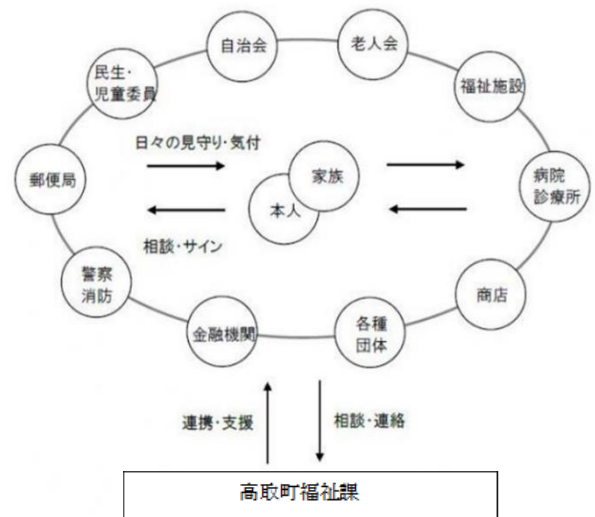 自治会
老人会
民生・
児童委員
福祉施設
日々の見守り・気付
家族
病院
診療所
郵便局
本人
相談・サイン
警察
消防
商店
金融機関
各種
団体
連携・支援
相談・連絡
高取町福祉課